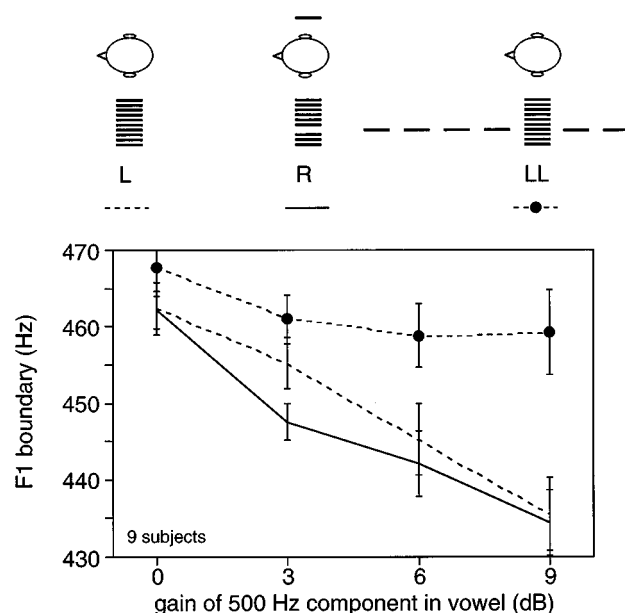 L R LL
470
460
450
440
430
F1 boundary (Hz)
9 subjects
0 3 6 9
gain of 500 Hz component in vowel (dB)